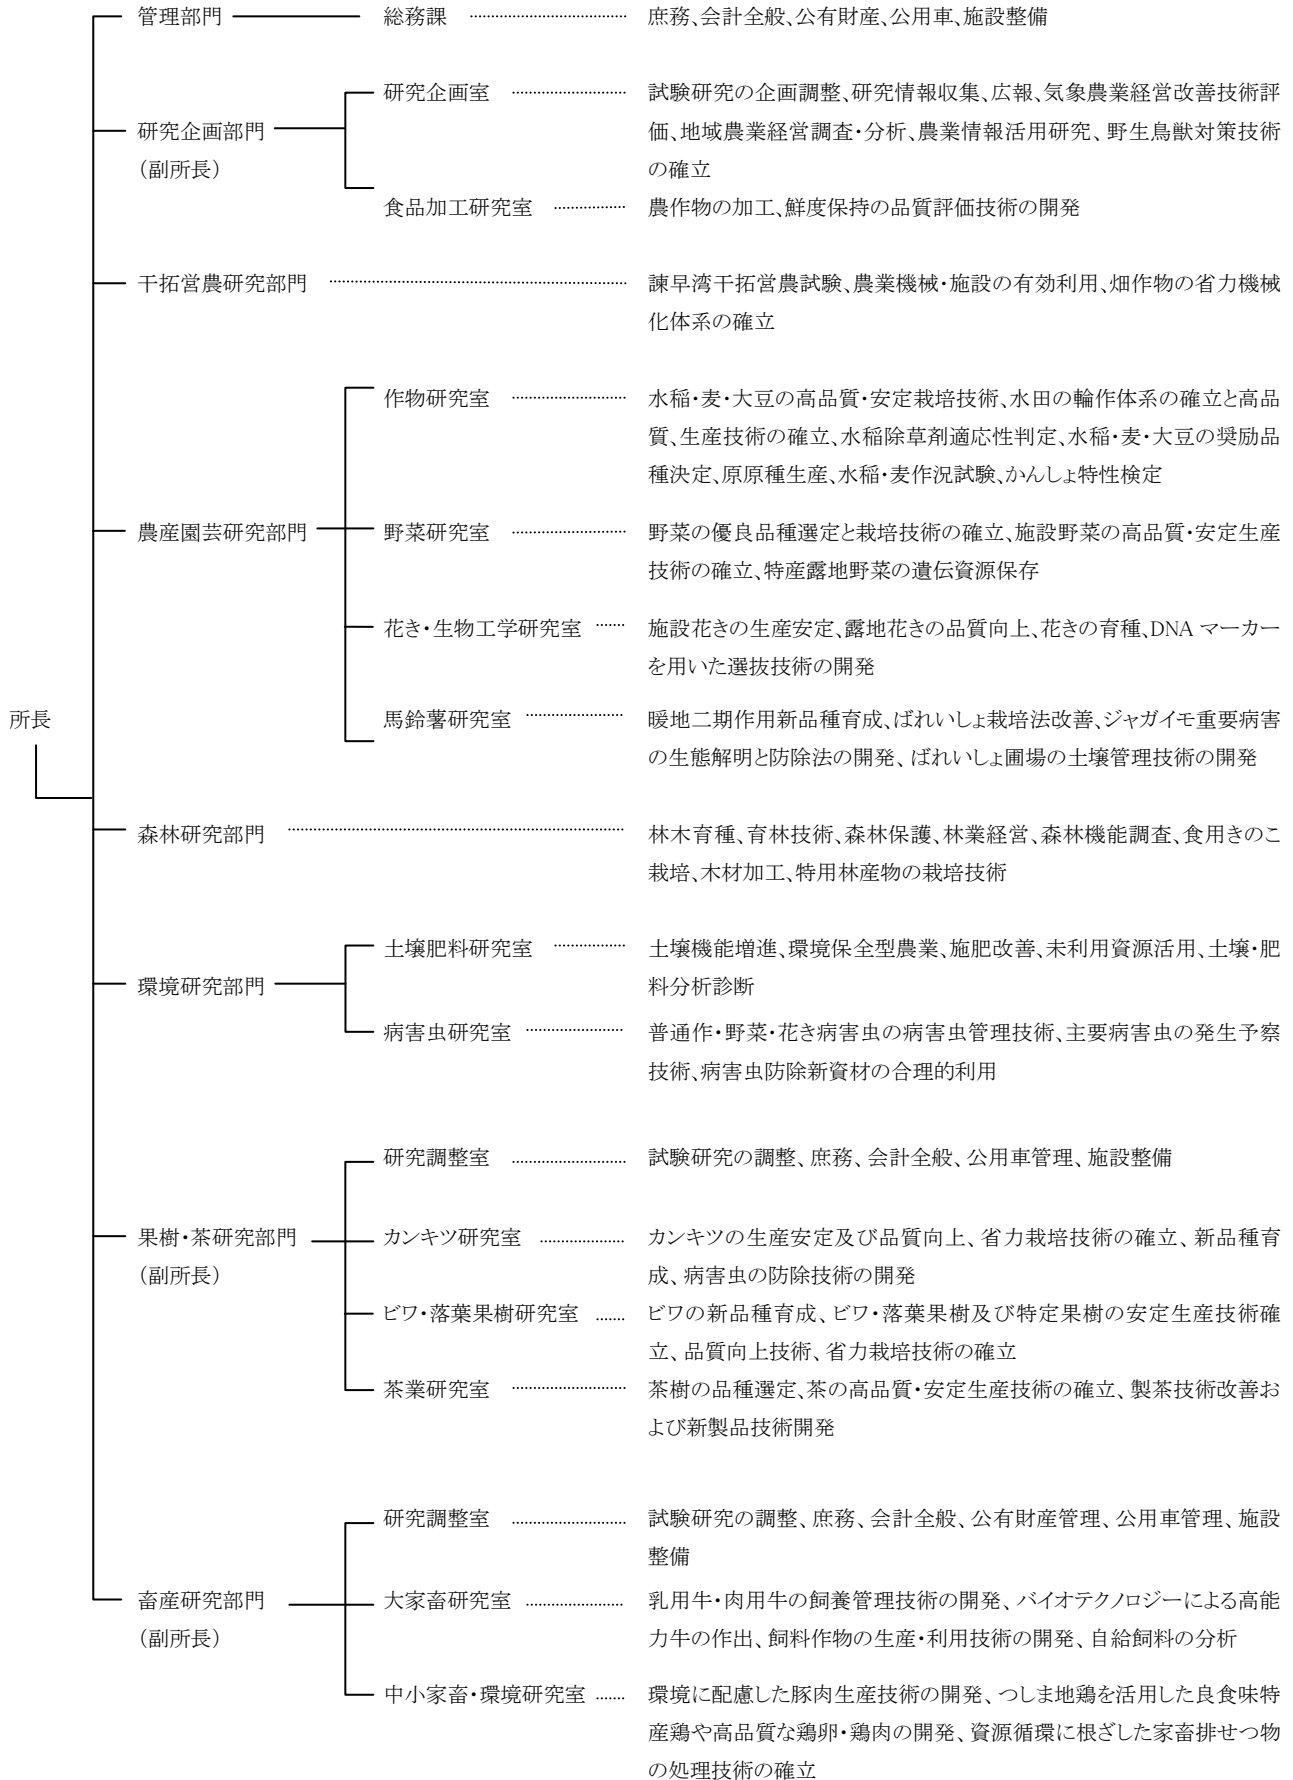 管理部門 総務課 庶務、会計全般、公有財産、公用車、施設整備
研究企画室 試験研究の企画調整、研究情報収集、広報、気象農業経営改善技術評
研究企画部門 価、地域農業経営調査・分析、農業情報活用研究、野生鳥獣対策技術
(副所長) の確立
食品加工研究室 農作物の加工、鮮度保持の品質評価技術の開発
干拓営農研究部門 諫早湾干拓営農試験、農業機械・施設の有効利用、畑作物の省力機械
化体系の確立
作物研究室 水稲・麦・大豆の高品質・安定栽培技術、水田の輪作体系の確立と高品
質、生産技術の確立、水稲除草剤適応性判定、水稲・麦・大豆の奨励品
種決定、原原種生産、水稲・麦作況試験、かんしょ特性検定
農産園芸研究部門 野菜研究室 野菜の優良品種選定と栽培技術の確立、施設野菜の高品質・安定生産
技術の確立、特産露地野菜の遺伝資源保存
花き・生物工学研究室 施設花きの生産安定、露地花きの品質向上、花きの育種、DNA マーカー
を用いた選抜技術の開発
所長 馬鈴薯研究室 暖地二期作用新品種育成、ばれいしょ栽培法改善、ジャガイモ重要病害
の生態解明と防除法の開発、ばれいしょ圃場の土壌管理技術の開発
森林研究部門 林木育種、育林技術、森林保護、林業経営、森林機能調査、食用きのこ
栽培、木材加工、特用林産物の栽培技術
土壌肥料研究室 土壌機能増進、環境保全型農業、施肥改善、未利用資源活用、土壌・肥
環境研究部門 料分析診断
病害虫研究室 普通作・野菜・花き病害虫の病害虫管理技術、主要病害虫の発生予察
技術、病害虫防除新資材の合理的利用
研究調整室 試験研究の調整、庶務、会計全般、公用車管理、施設整備
果樹・茶研究部門 カンキツ研究室 カンキツの生産安定及び品質向上、省力栽培技術の確立、新品種育
(副所長) 成、病害虫の防除技術の開発
ビワ・落葉果樹研究室 ビワの新品種育成、ビワ・落葉果樹及び特定果樹の安定生産技術確
立、品質向上技術、省力栽培技術の確立
茶業研究室 茶樹の品種選定、茶の高品質・安定生産技術の確立、製茶技術改善お
よび新製品技術開発
研究調整室 試験研究の調整、庶務、会計全般、公有財産管理、公用車管理、施設
整備
畜産研究部門 大家畜研究室 乳用牛・肉用牛の飼養管理技術の開発、バイオテクノロジーによる高能
(副所長) 力牛の作出、飼料作物の生産・利用技術の開発、自給飼料の分析
中小家畜・環境研究室 環境に配慮した豚肉生産技術の開発、つしま地鶏を活用した良食味特
産鶏や高品質な鶏卵・鶏肉の開発、資源循環に根ざした家畜排せつ物
の処理技術の確立